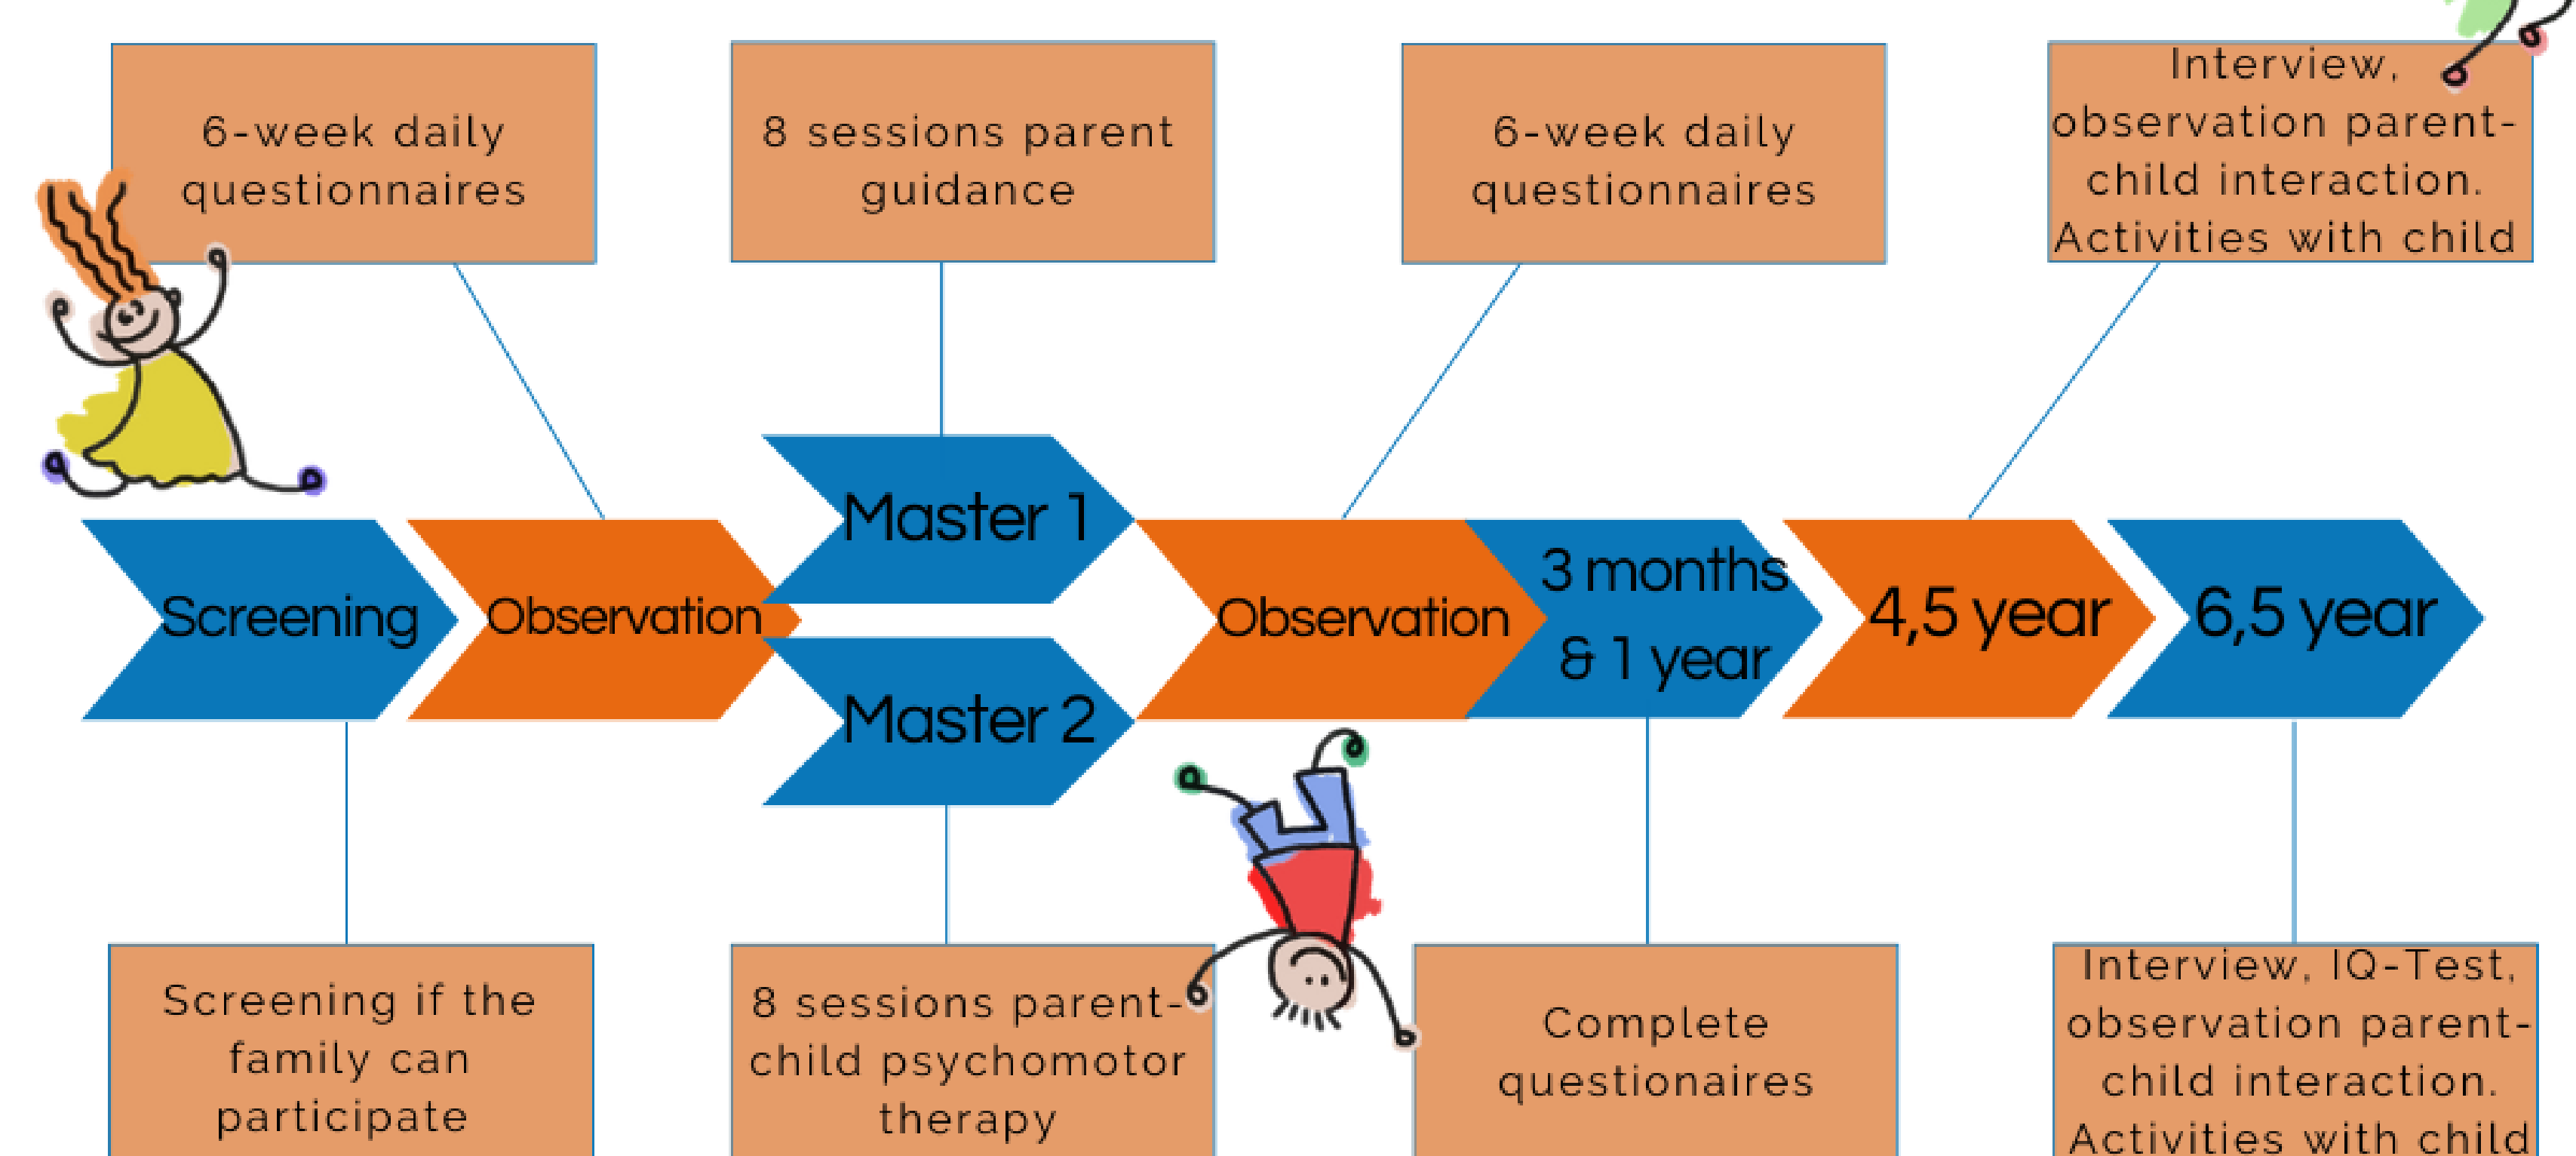 6-week daily
questionnaires
8 sessions parent
guidance
6-week daily
questionnaires
Interview,
observation parent-
child interaction.
Activities with child
Screening
Observation
Master 1
Master 2
Observation
3 months
& 1 year
4,5 year
6,5 year
Screening if the
family can
participate
8 sessions parent-
child psychomotor
therapy
Complete
questionaires
Interview, IQ-Test,
observation parent-
child interaction.
Activities with child